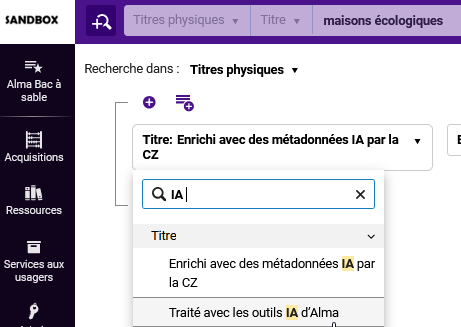 SANDBOX
Titres physiques
Titre
maisons écologiques
Alma Bac à
sable
Recherche dans :
Titres physiques
Acquisitions
Titre: Enrichi avec des métadonnées IA par la
CZ
Ressources
IA
Titre
Services aux
usagers
Enrichi avec des métadonnées IA par
la CZ
Traité avec les outils IA d'Alma